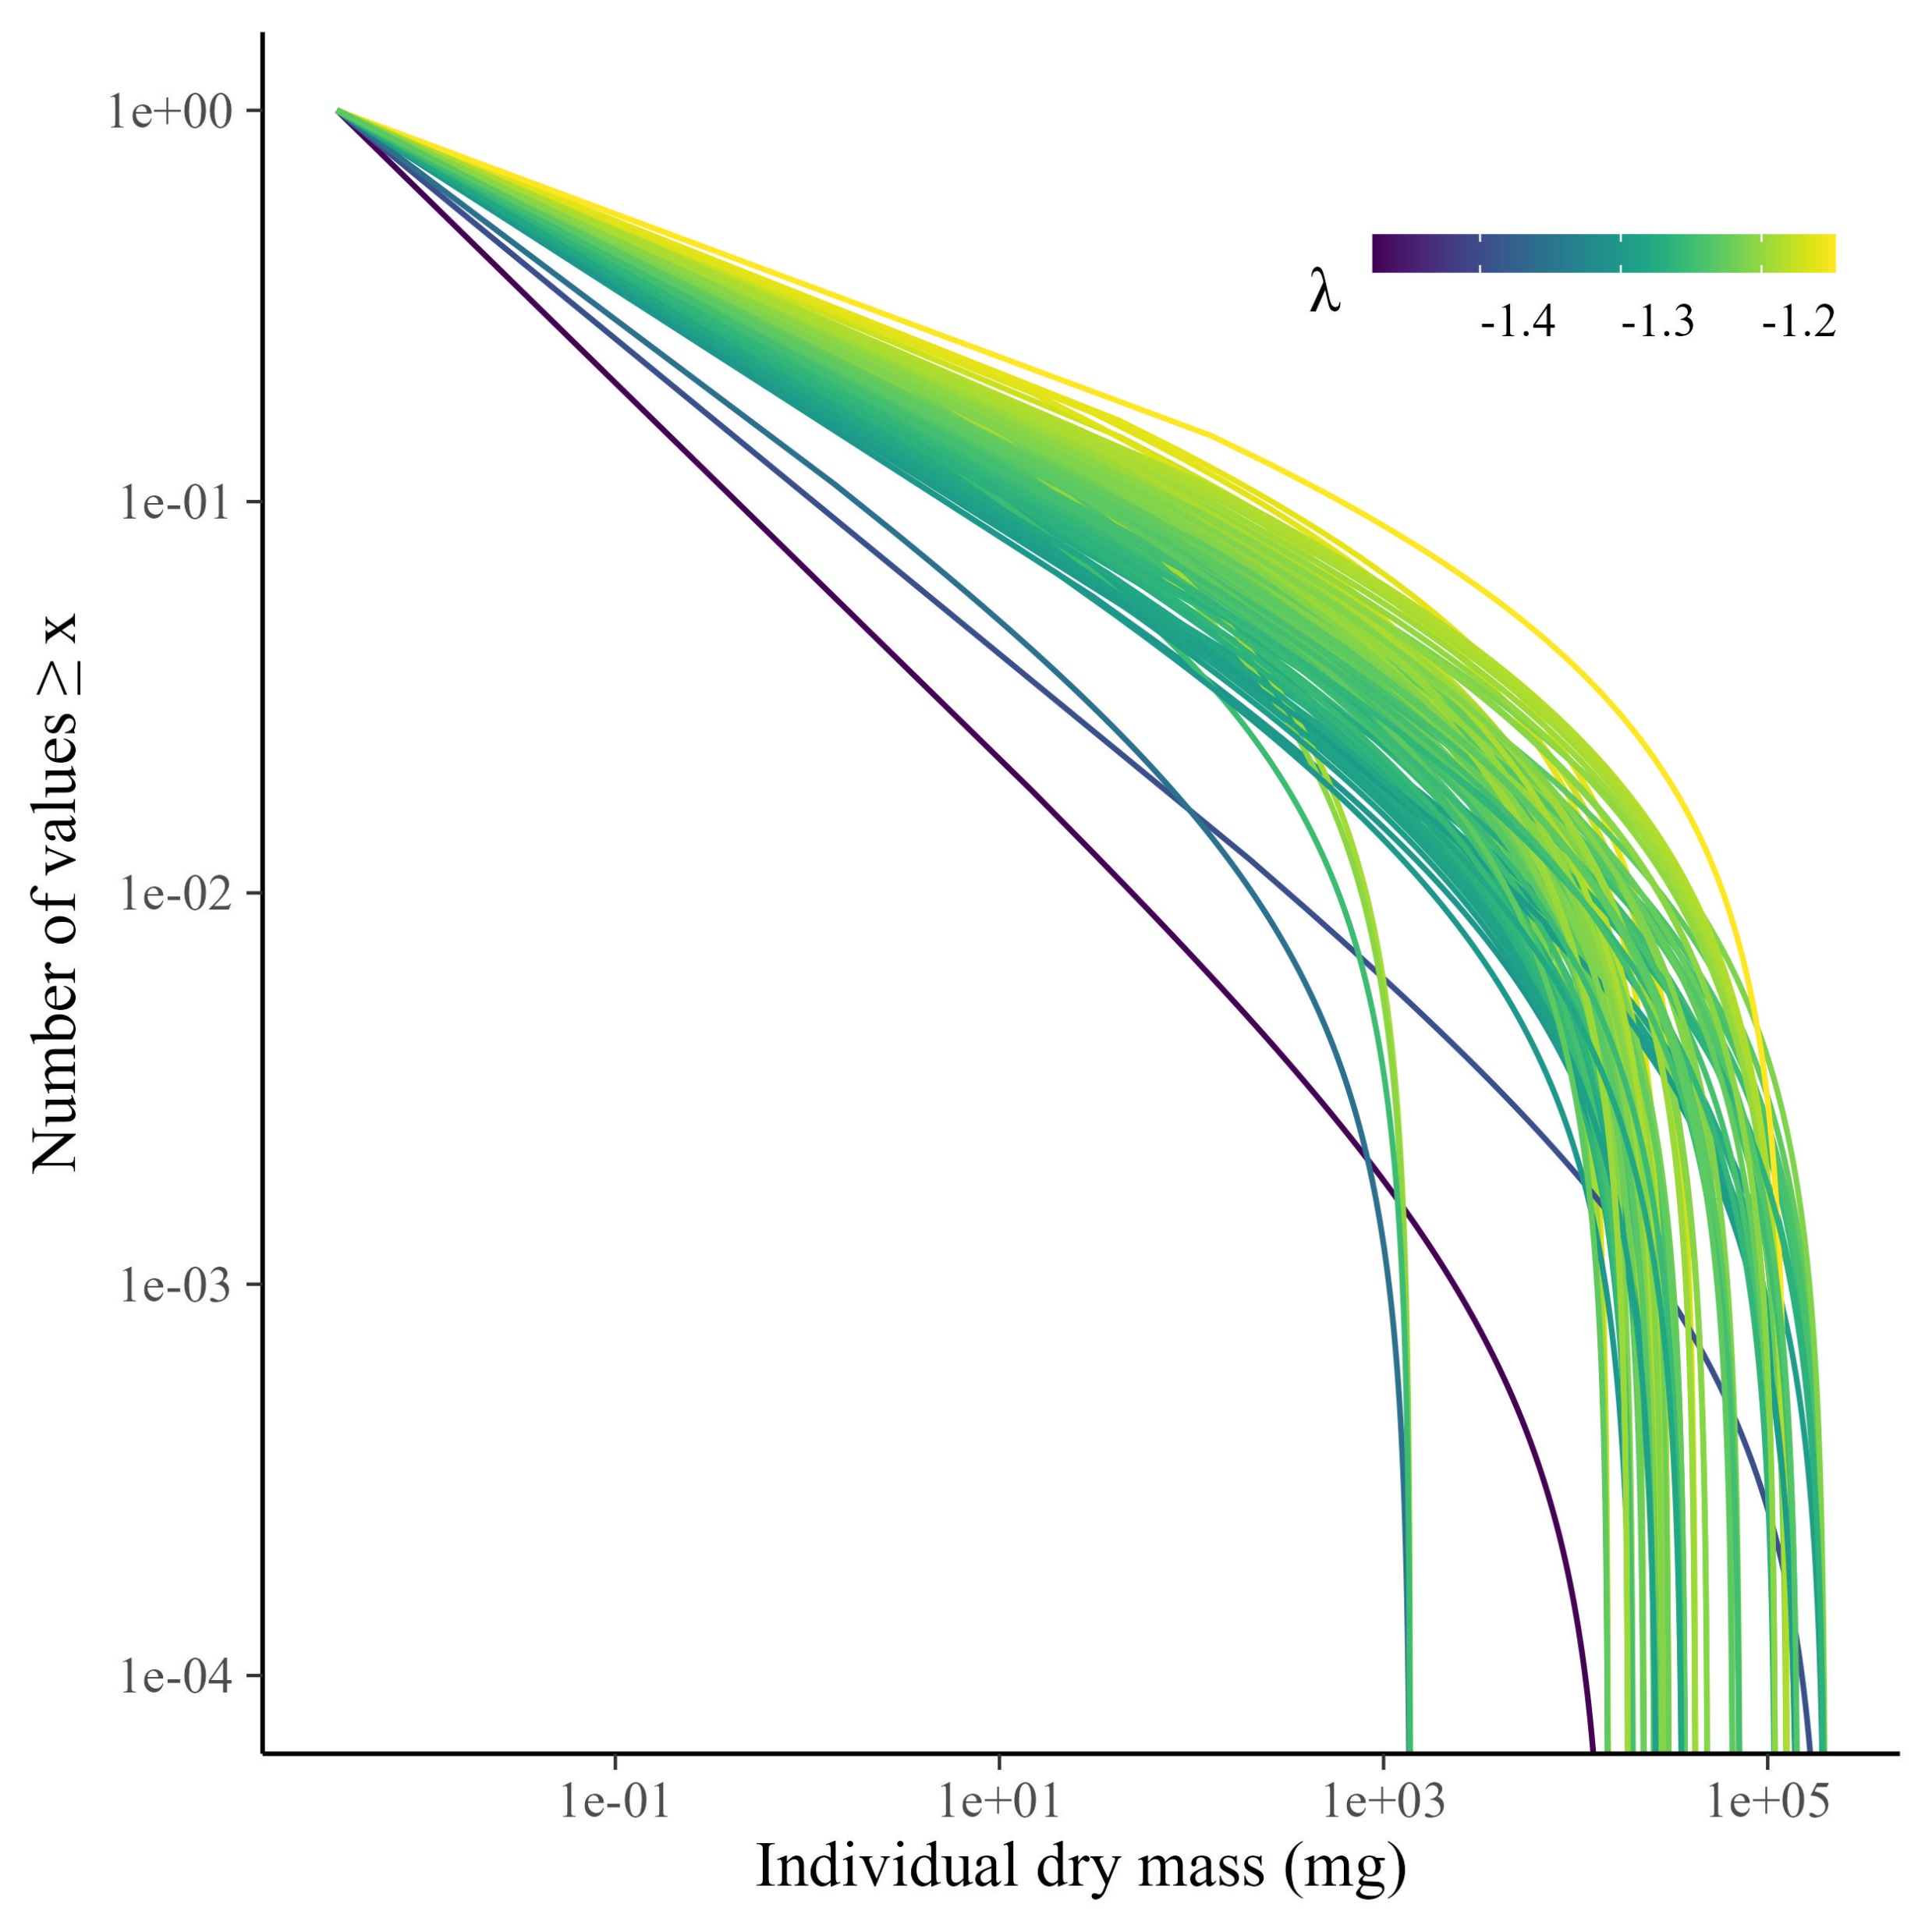 1e+00
1e-01
1e-02
1e-03
1e-04
Number of values ≥ x
λ
-1.4 -1.3 -1.2
1e-01 1e+01 1e+03 1e+05
Individual dry mass (mg)